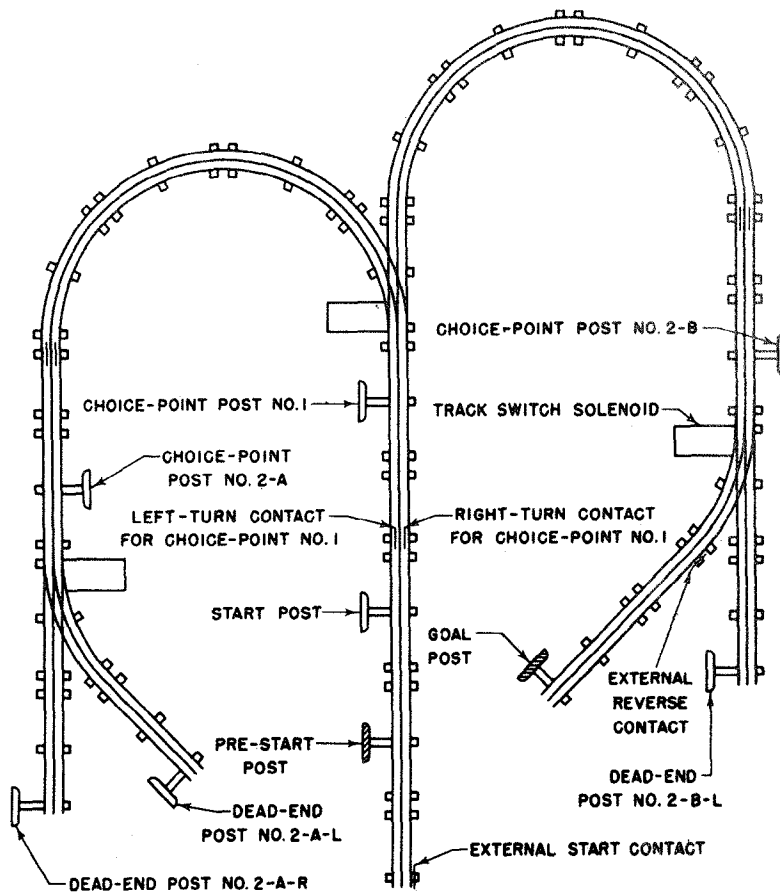 CHOICE-POINT POST NO. 2-B
CHOICE-POINT POST NO. 1
TRACK SWITCH SOLENOID
CHOICE-POINT
POST NO. 2-A
LEFT-TURN CONTACT
FOR CHOICE-POINT NO. 1
RIGHT-TURN CONTACT
FOR CHOICE-POINT NO. 1
START POST
GOAL
POST
EXTERNAL
REVERSE
CONTACT
PRE-START
POST
DEAD-END
POST NO. 2-B-L
DEAD-END
POST NO. 2-A-L
EXTERNAL START CONTACT
DEAD-END POST NO. 2-A-R